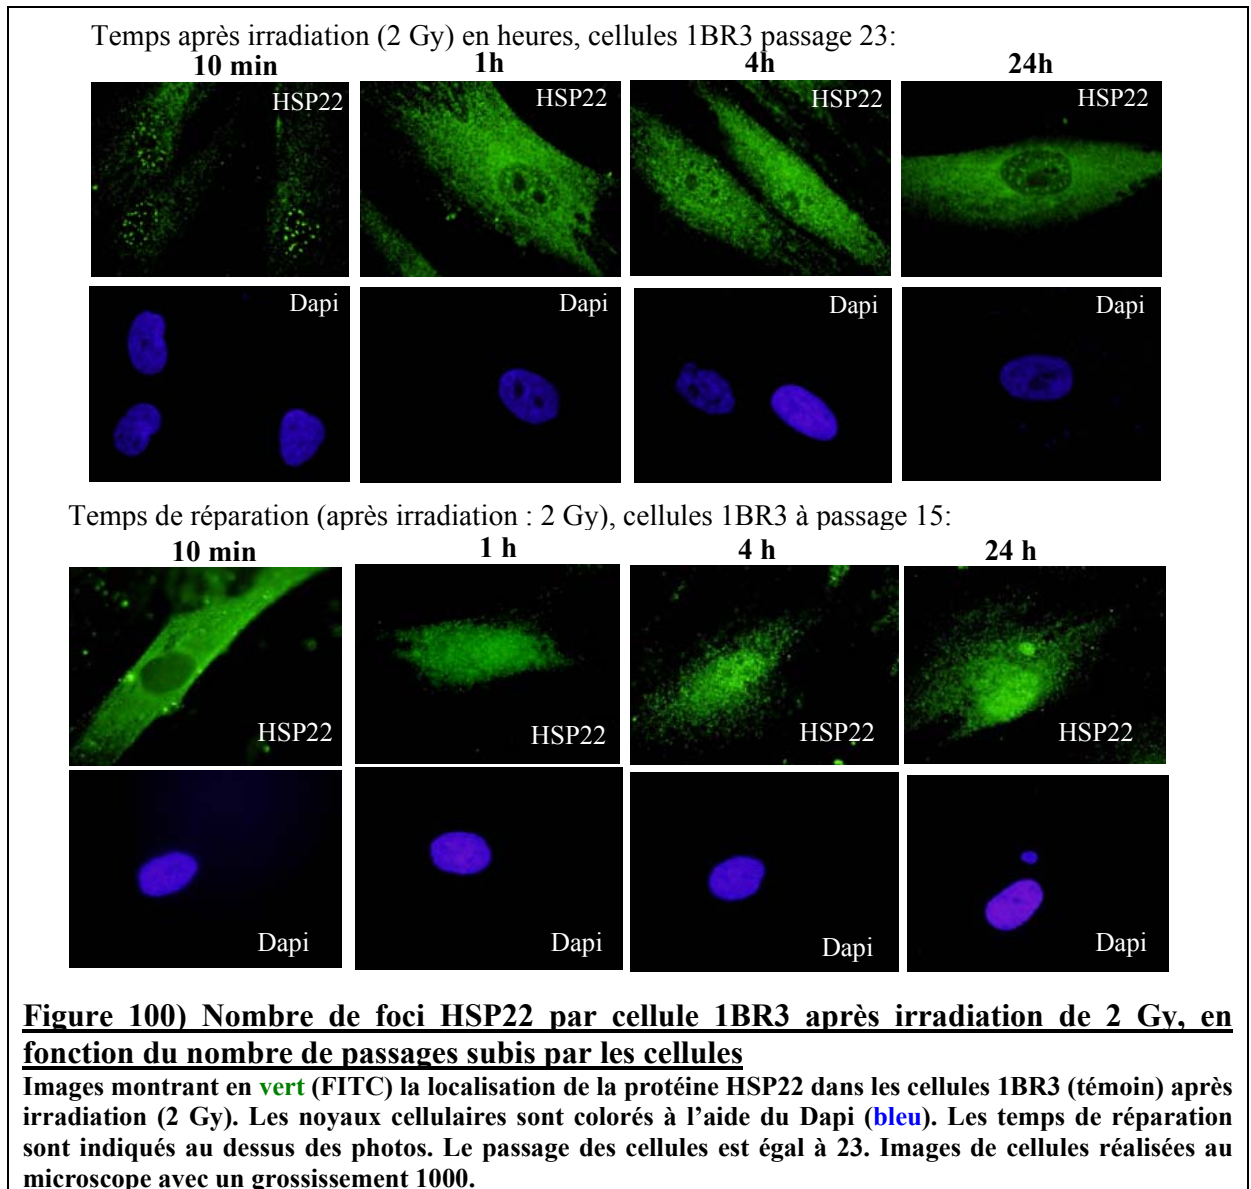 Temps après irradiation (2 Gy) en heures, cellules 1BR3 passage 23:
10 min 1h 4h 24h
HSP22 HSP22 HSP22 HSP22
Dapi Dapi Dapi Dapi
Temps de réparation (après irradiation : 2 Gy), cellules 1BR3 à passage 15:
10 min 1 h 4 h 24 h
HSP22 HSP22 HSP22 HSP22
Dapi Dapi Dapi Dapi
Figure 100) Nombre de foci HSP22 par cellule 1BR3 après irradiation de 2 Gy, en
fonction du nombre de passages subis par les cellules
Images montrant en vert (FITC) la localisation de la protéine HSP22 dans les cellules 1BR3 (témoin) après
irradiation (2 Gy). Les noyaux cellulaires sont colorés à l’aide du Dapi (bleu). Les temps de réparation
sont indiqués au dessus des photos. Le passage des cellules est égal à 23. Images de cellules réalisées au
microscope avec un grossissement 1000.